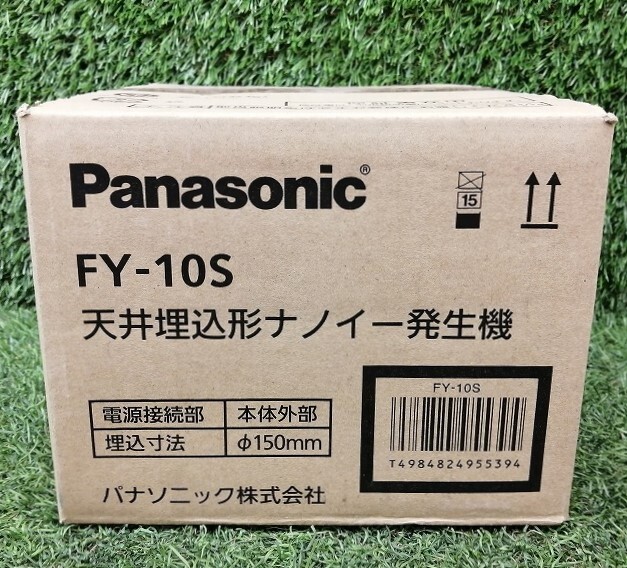 Panasonic®
15
FY-10S
天井埋込形ナノイー発生機
電源接続部 本体外部
埋込寸法 φ150mm
FY-10S
T4984824955394
パナソニック株式会社